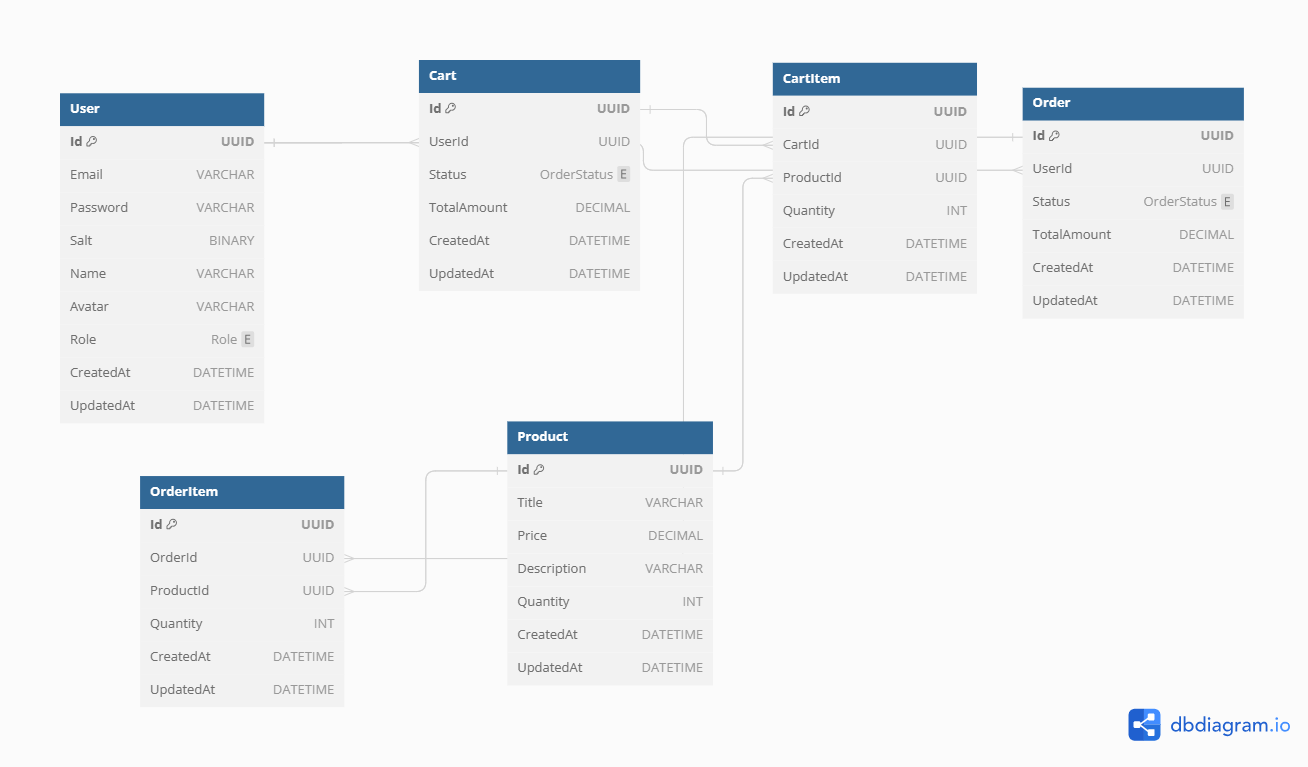 User
Id UUID
Email VARCHAR
Password VARCHAR
Salt BINARY
Name VARCHAR
Avatar VARCHAR
Role Role E
CreatedAt DATETIME
UpdatedAt DATETIME
Cart
Id UUID
UserId UUID
Status OrderStatus E
TotalAmount DECIMAL
CreatedAt DATETIME
UpdatedAt DATETIME
CartItem
Id UUID
CartId UUID
ProductId UUID
Quantity INT
CreatedAt DATETIME
UpdatedAt DATETIME
Order
Id UUID
UserId UUID
Status OrderStatus E
TotalAmount DECIMAL
CreatedAt DATETIME
UpdatedAt DATETIME
OrderItem
Id UUID
OrderId UUID
ProductId UUID
Quantity INT
CreatedAt DATETIME
UpdatedAt DATETIME
Product
Id UUID
Title VARCHAR
Price DECIMAL
Description VARCHAR
Quantity INT
CreatedAt DATETIME
UpdatedAt DATETIME
dbdiagram.io